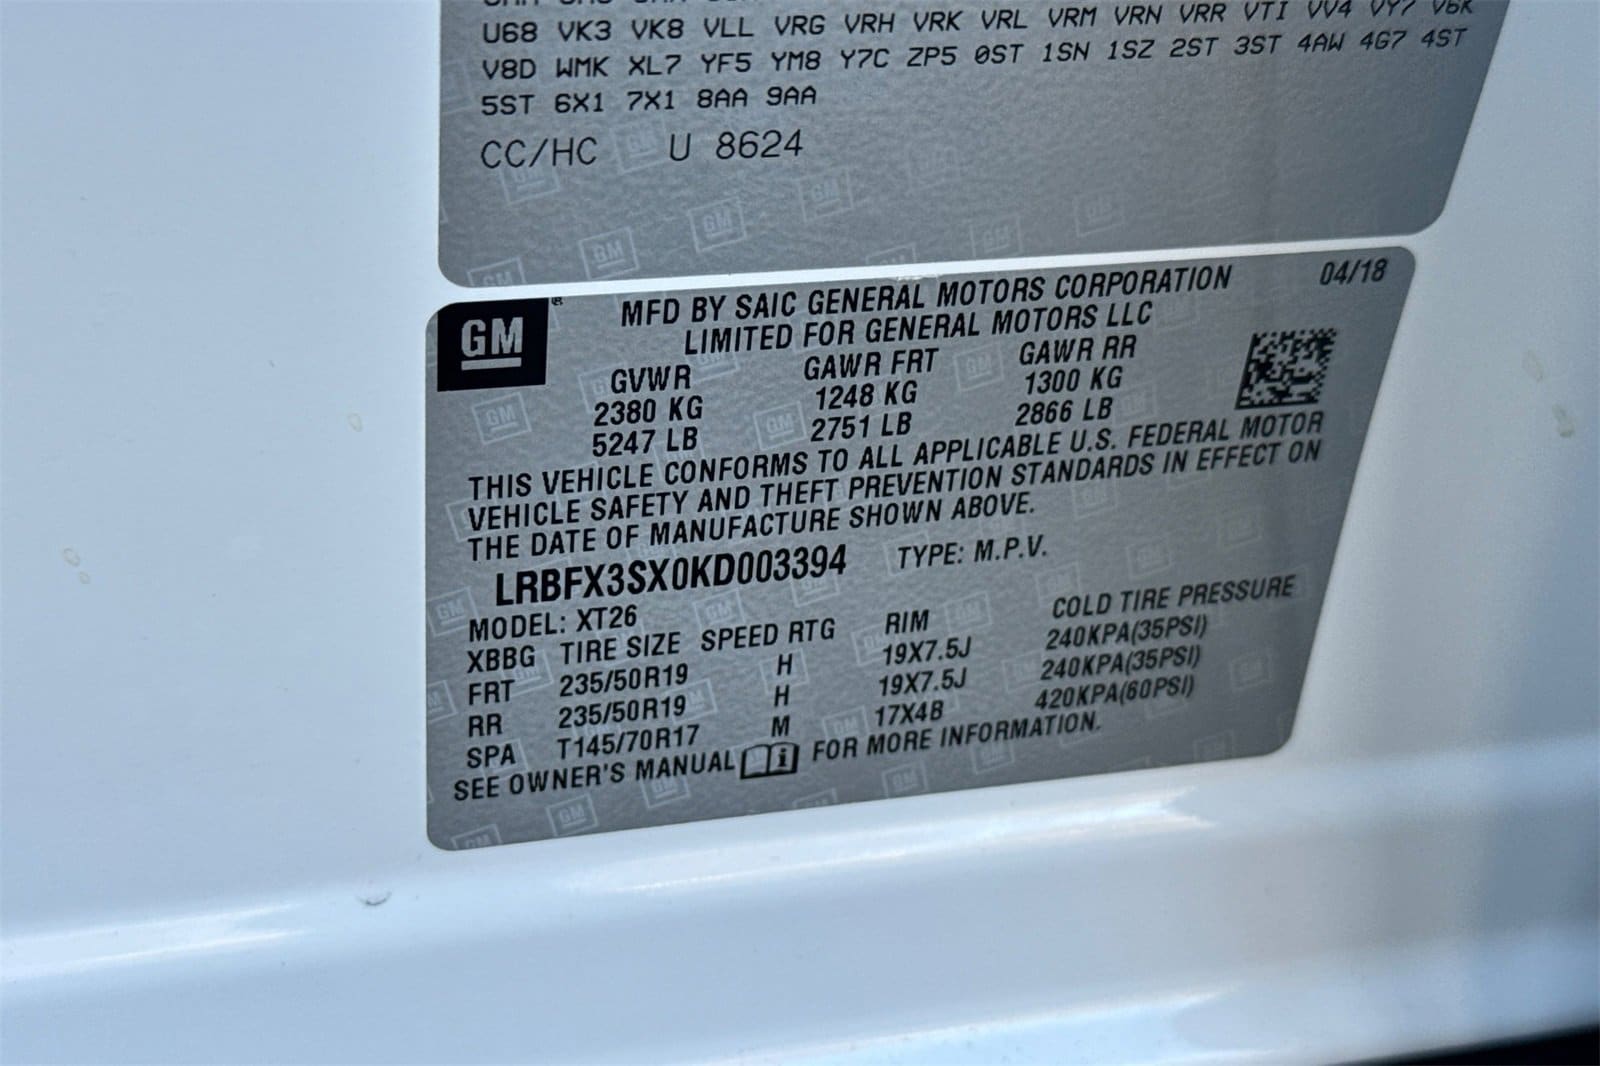 U68 VK3 VK8 VLL VRG VRH VRK VRL VRM VRN VRR VTI VV4 VY7 V6K
V8D WMK XL7 YF5 YM8 Y7C ZP5 0ST 1SN 1SZ 2ST 3ST 4AW 4G7 4ST
5ST 6X1 7X1 8AA 9AA
CC/HC U 8624
GM ®
MFD BY SAIC GENERAL MOTORS CORPORATION 04/18
LIMITED FOR GENERAL MOTORS LLC
GVWR GAWR FRT GAWR RR
2380 KG 1248 KG 1300 KG
5247 LB 2751 LB 2866 LB
THIS VEHICLE CONFORMS TO ALL APPLICABLE U.S. FEDERAL MOTOR
VEHICLE SAFETY AND THEFT PREVENTION STANDARDS IN EFFECT ON
THE DATE OF MANUFACTURE SHOWN ABOVE.
LRBFX3SX0KD003394 TYPE: M.P.V.
MODEL: XT26
XBBG TIRE SIZE SPEED RTG RIM COLD TIRE PRESSURE
FRT 235/50R19 H 19X7.5J 240KPA(35PSI)
RR 235/50R19 H 19X7.5J 240KPA(35PSI)
SPA T145/70R17 M 17X4B 420KPA(60PSI)
SEE OWNER'S MANUAL i FOR MORE INFORMATION.